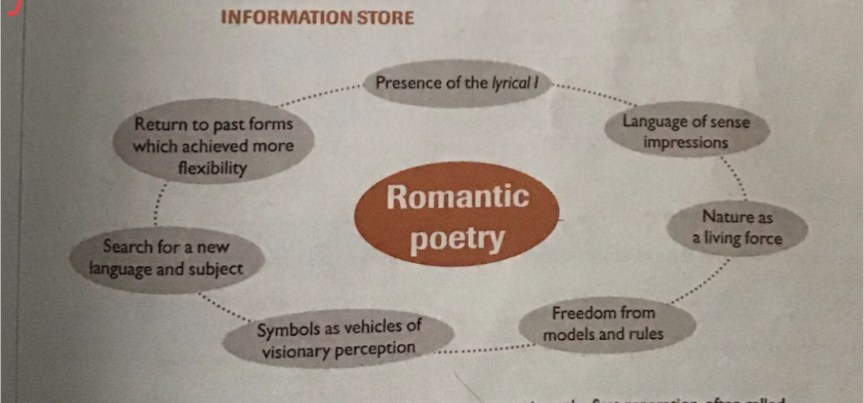 INFORMATION STORE
Presence of the lyrical I
Language of sense
impressions
Nature as
a living force
Freedom from
models and rules
Symbols as vehicles of
visionary perception
Search for a new
language and subject
Return to past forms
which achieved more
flexibility
Romantic
poetry